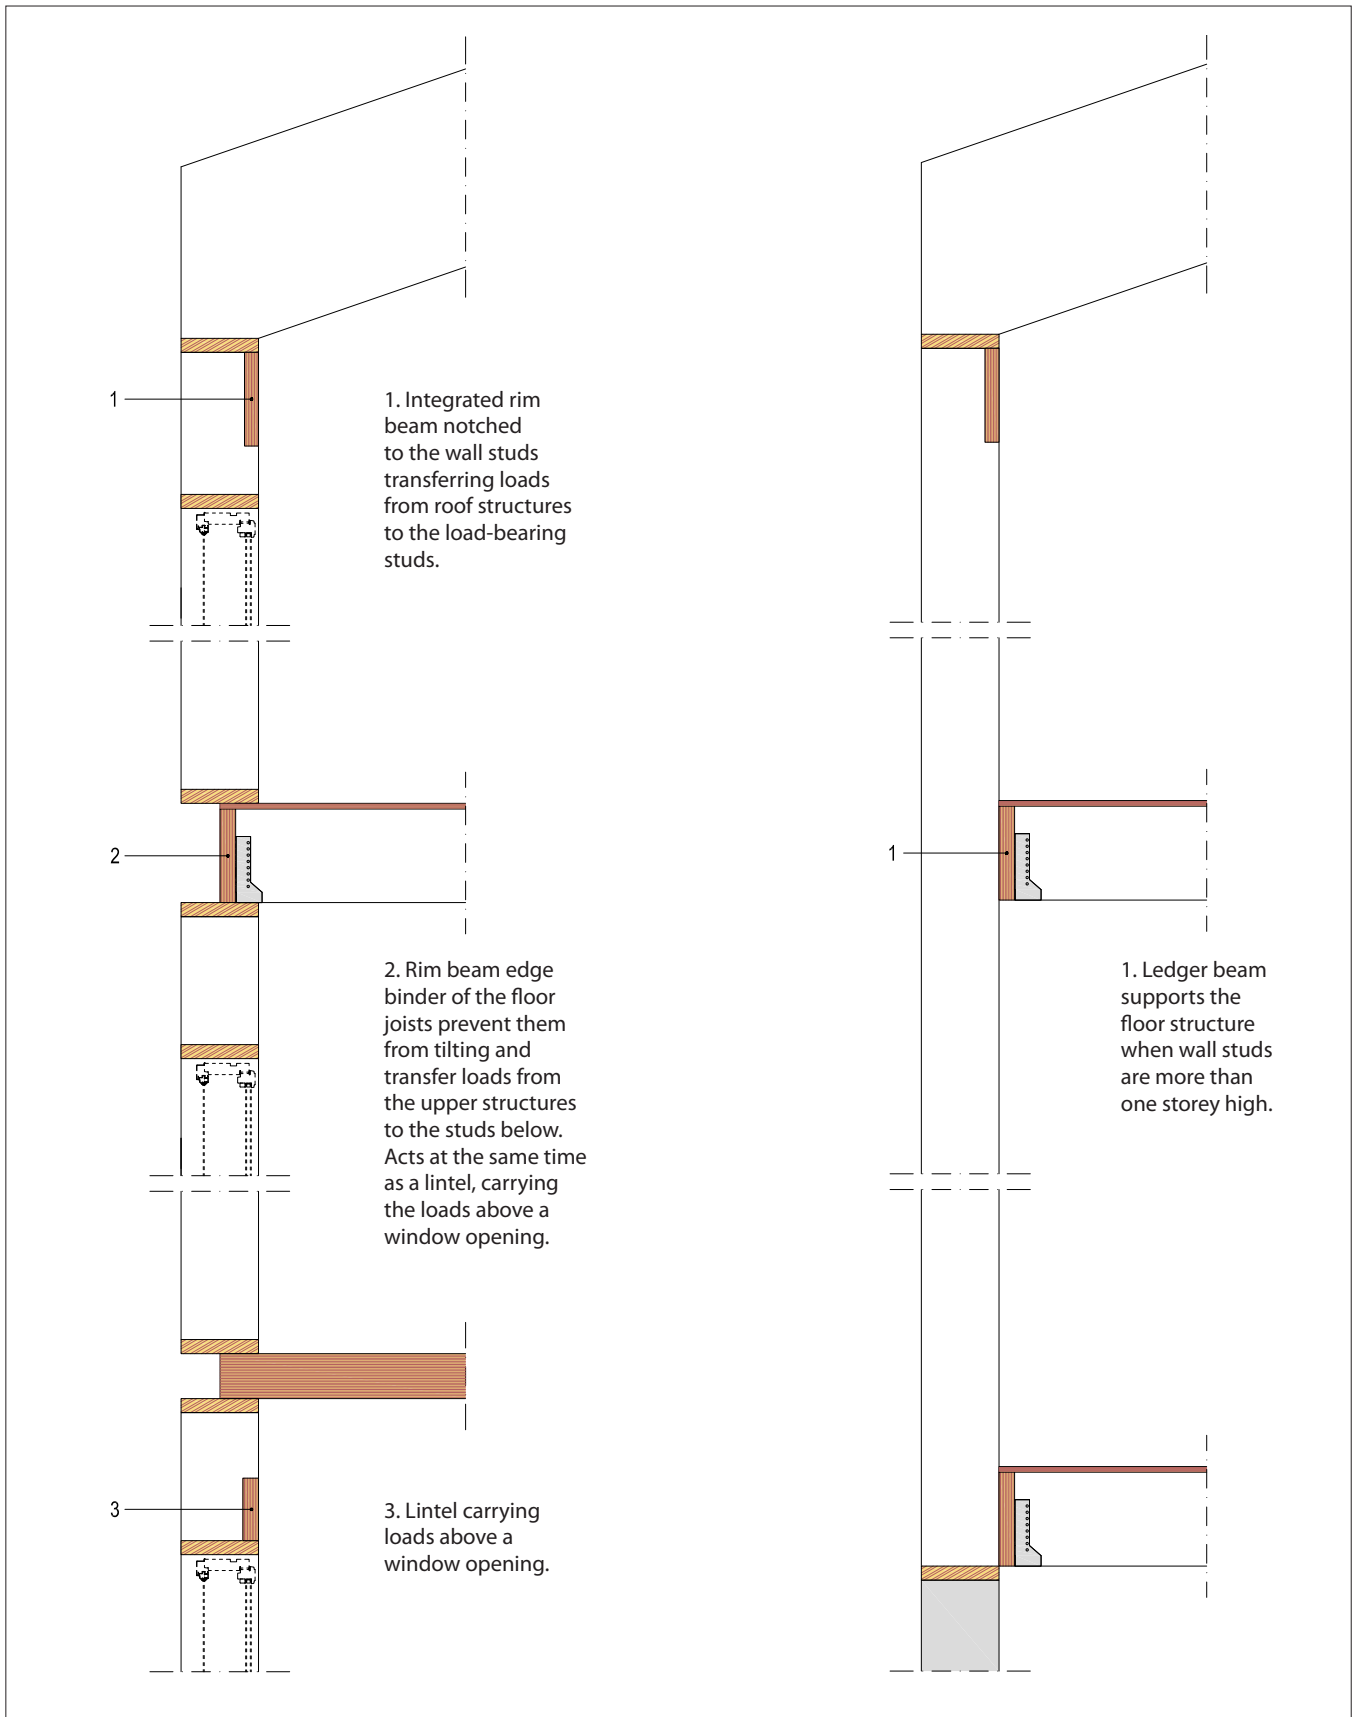 1
1. Integrated rim
beam notched
to the wall studs
transferring loads
from roof structures
to the load-bearing
studs.
2
2. Rim beam edge
binder of the floor
joists prevent them
from tilting and
transfer loads from
the upper structures
to the studs below.
Acts at the same time
as a lintel, carrying
the loads above a
window opening.
3
3. Lintel carrying
loads above a
window opening.
1
1. Ledger beam
supports the
floor structure
when wall studs
are more than
one storey high.